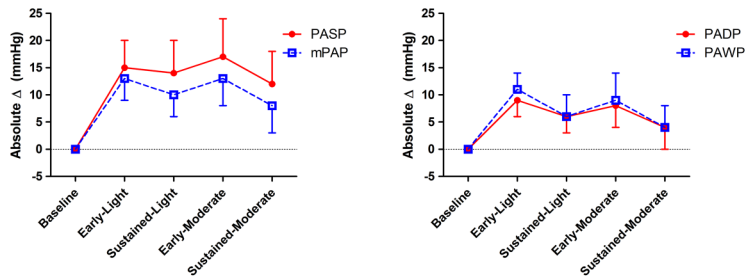 25
20
15
10
5
0
-5
Absolute Δ (mmHg)
Baseline
Early-Light
Sustained-Light
Early-Moderate
Sustained-Moderate
PASP
mPAP
25
20
15
10
5
0
-5
Absolute Δ (mmHg)
Baseline
Early-Light
Sustained-Light
Early-Moderate
Sustained-Moderate
PADP
PAWP